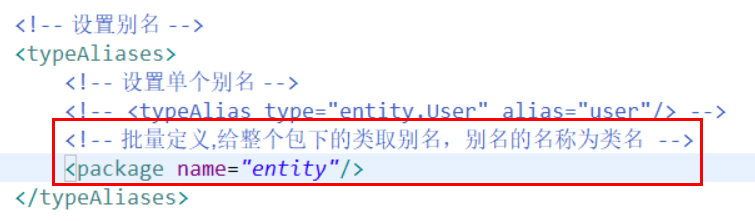 <!-- 设置别名 -->
<typeAliases>
<!-- 设置单个别名 -->
<!-- <typeAlias type="entity.User" alias="user"/> -->
<!-- 批量定义,给整个包下的类取别名，别名的名称为类名 -->
<package name="entity"/>
</typeAliases>